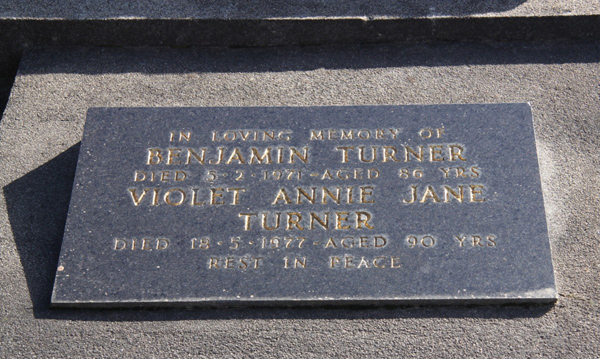 IN LOVING MEMORY OF
BENJAMIN TURNER
DIED 5-2-1971-AGED 86 YRS
VIOLET ANNIE JANE
TURNER
DIED 18-5-1977-AGED 90 YRS
REST IN PEACE